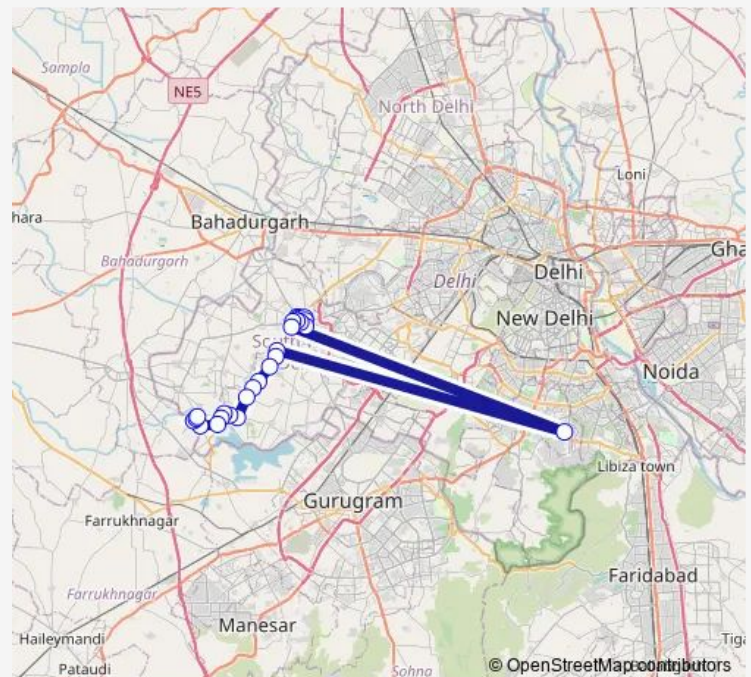 Sampla
NE5
North Delhi
Loni
hara
Bahadurgarh
Gha
Bahadurgarh
Delhi
Delhi
New Delhi
South
Noida
Libiza town
Gurugram
Farrukhnagar
Faridabad
Farrukhnagar
Manesar
Tiga
Haileymandi
Pataudi
Sohna
© OpenStreetMap contributors